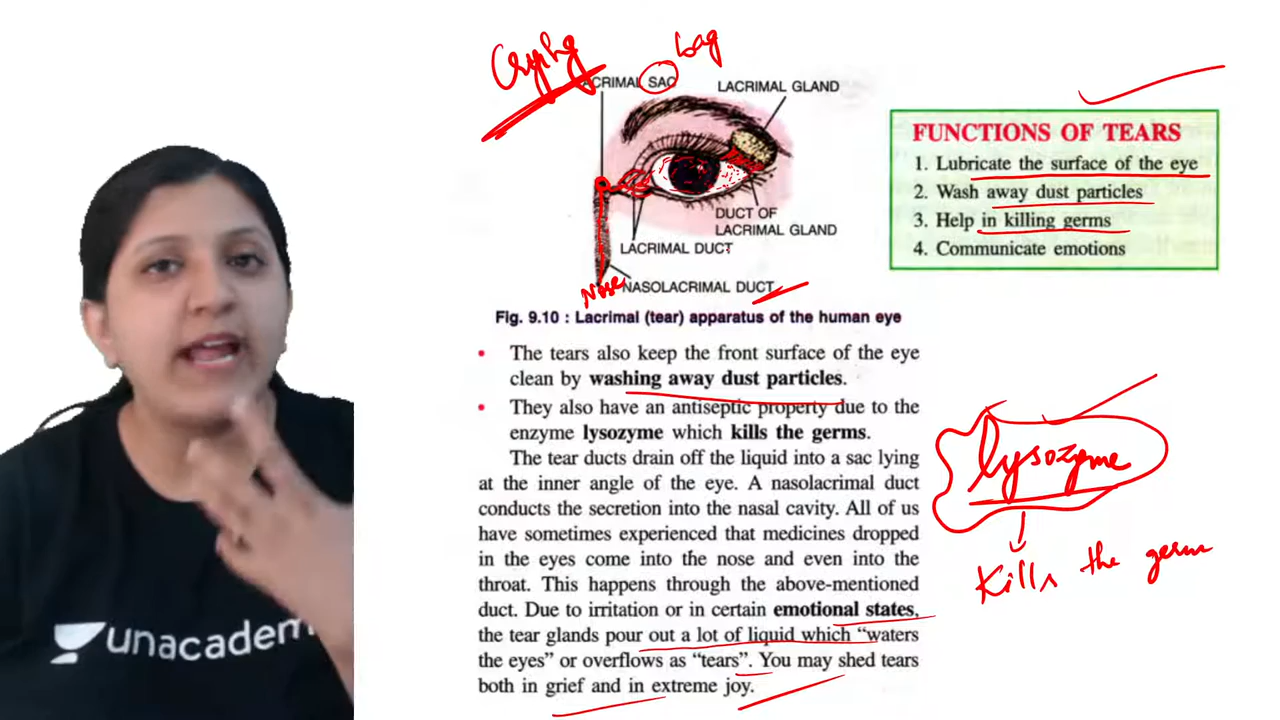 Crying
bag
LACRIMAL SAC
LACRIMAL GLAND
DUCT OF
LACRIMAL GLAND
LACRIMAL DUCT
Nose
NASOLACRIMAL DUCT
Fig. 9.10 : Lacrimal (tear) apparatus of the human eye
FUNCTIONS OF TEARS
1. Lubricate the surface of the eye
2. Wash away dust particles
3. Help in killing germs
4. Communicate emotions
• The tears also keep the front surface of the eye
clean by washing away dust particles.
• They also have an antiseptic property due to the
enzyme lysozyme which kills the germs.
The tear ducts drain off the liquid into a sac lying
at the inner angle of the eye. A nasolacrimal duct
conducts the secretion into the nasal cavity. All of us
have sometimes experienced that medicines dropped
in the eyes come into the nose and even into the
throat. This happens through the above-mentioned
duct. Due to irritation or in certain emotional states,
the tear glands pour out a lot of liquid which “waters
the eyes” or overflows as “tears”. You may shed tears
both in grief and in extreme joy.
lysozyme
Kills the germ
unacadem